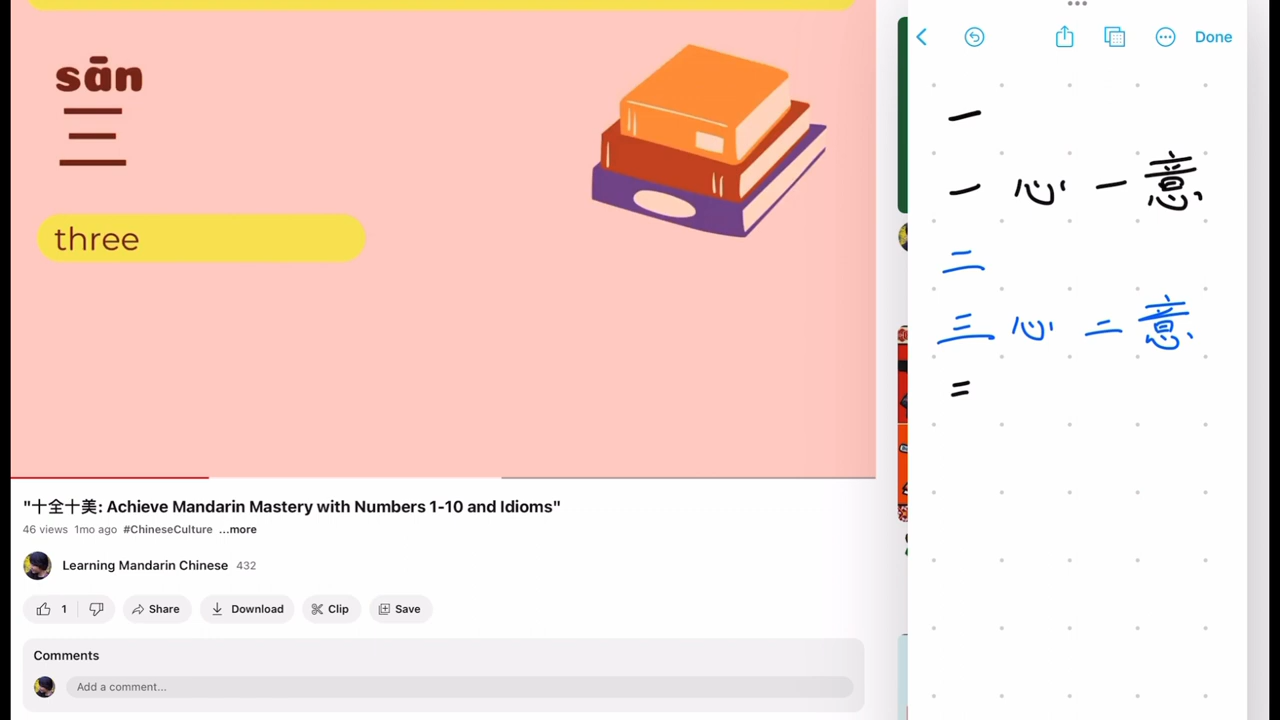 sān
三
three
"十全十美: Achieve Mandarin Mastery with Numbers 1-10 and Idioms"
46 views 1mo ago #ChineseCulture ...more
Learning Mandarin Chinese 432
1 Share Download Clip Save
Comments
Add a comment...
Done
一
一心一意
二
三心二意
=